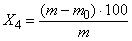 X₄ = (m − m₀) · 100 / m